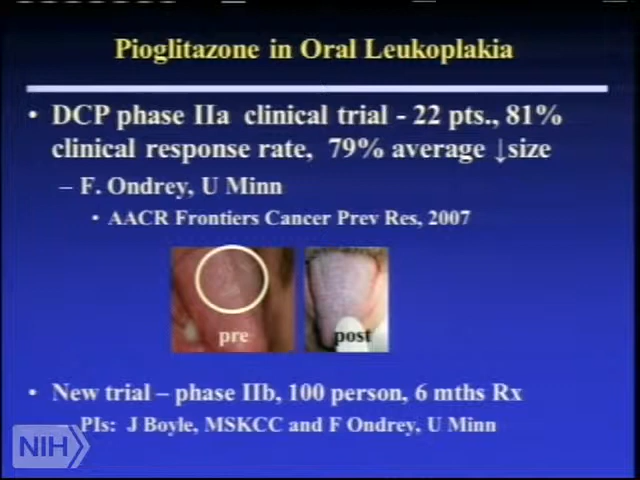 Pioglitazone in Oral Leukoplakia
• DCP phase IIa clinical trial - 22 pts., 81%
clinical response rate, 79% average ↓size
– F. Ondrey, U Minn
• AACR Frontiers Cancer Prev Res, 2007
pre
post
• New trial – phase IIb, 100 person, 6 mths Rx
PIs: J Boyle, MSKCC and F Ondrey, U Minn
NIH